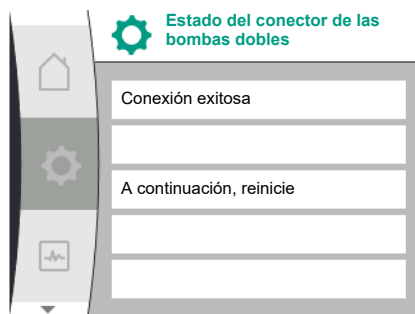 Estado del conector de las
bombas dobles
Conexión exitosa
A continuación, reinicie